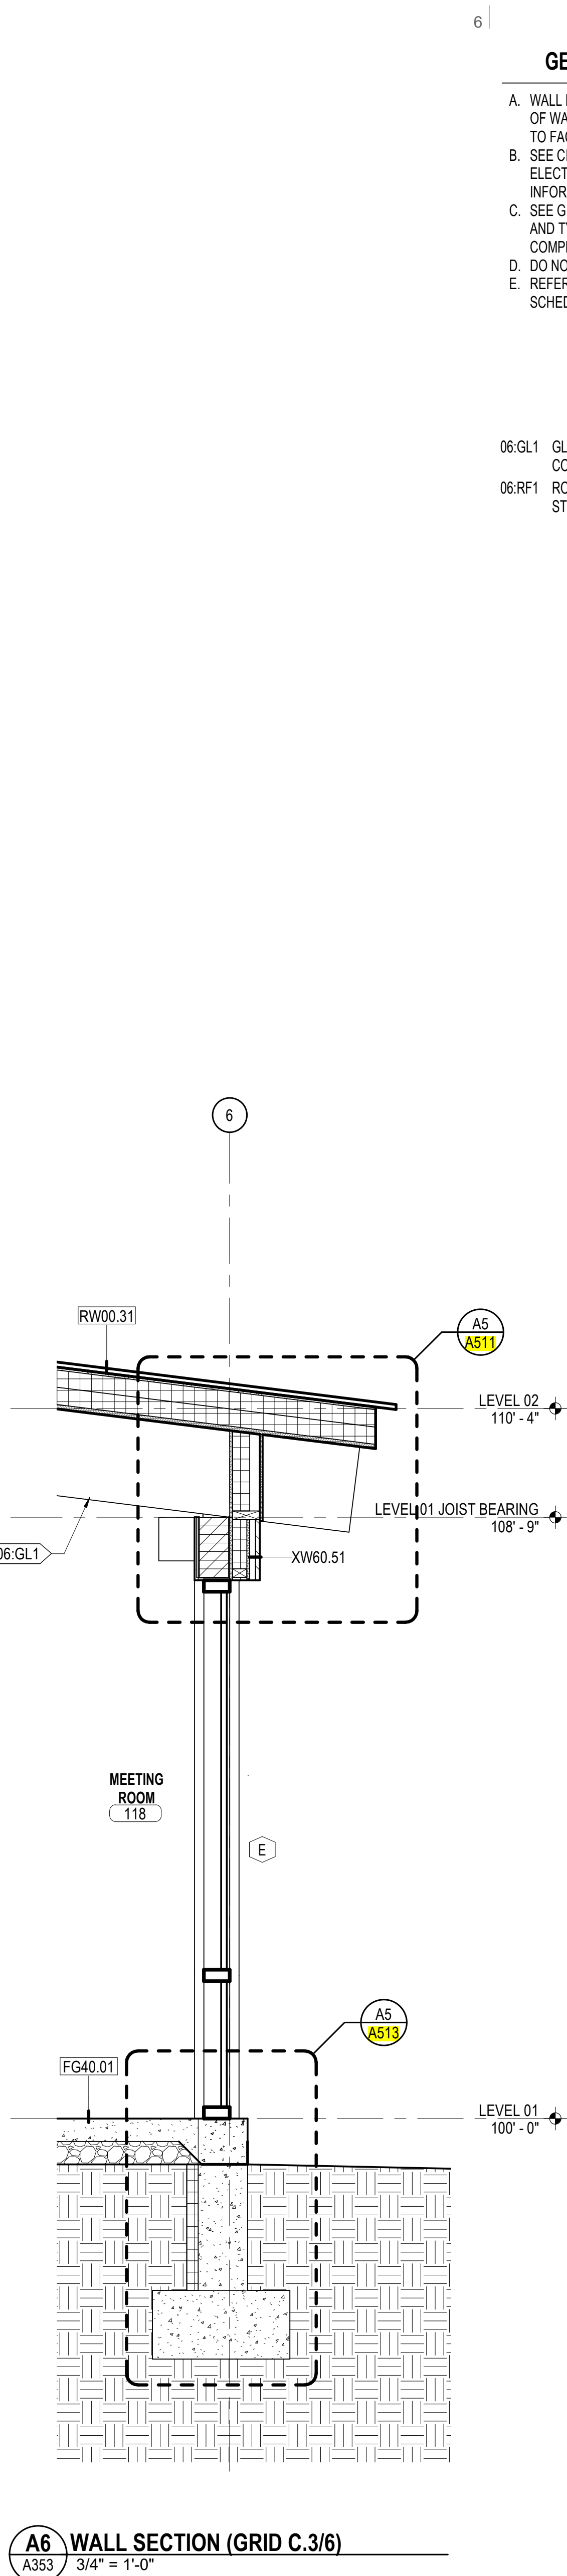 6
GE
A. WALL
OF WA
TO FAC
B. SEE CI
ELECT
INFOR
C. SEE G
AND T
COMPI
D. DO NO
E. REFER
SCHED
06:GL1 GL
CO
06:RF1 RO
ST
6
RW00.31
A5
A511
LEVEL 02
110' - 4"
LEVEL 01 JOIST BEARING
108' - 9"
06:GL1
XW60.51
MEETING
ROOM
118
E
A5
A513
FG40.01
LEVEL 01
100' - 0"
A6 WALL SECTION (GRID C.3/6)
A353 3/4" = 1'-0"